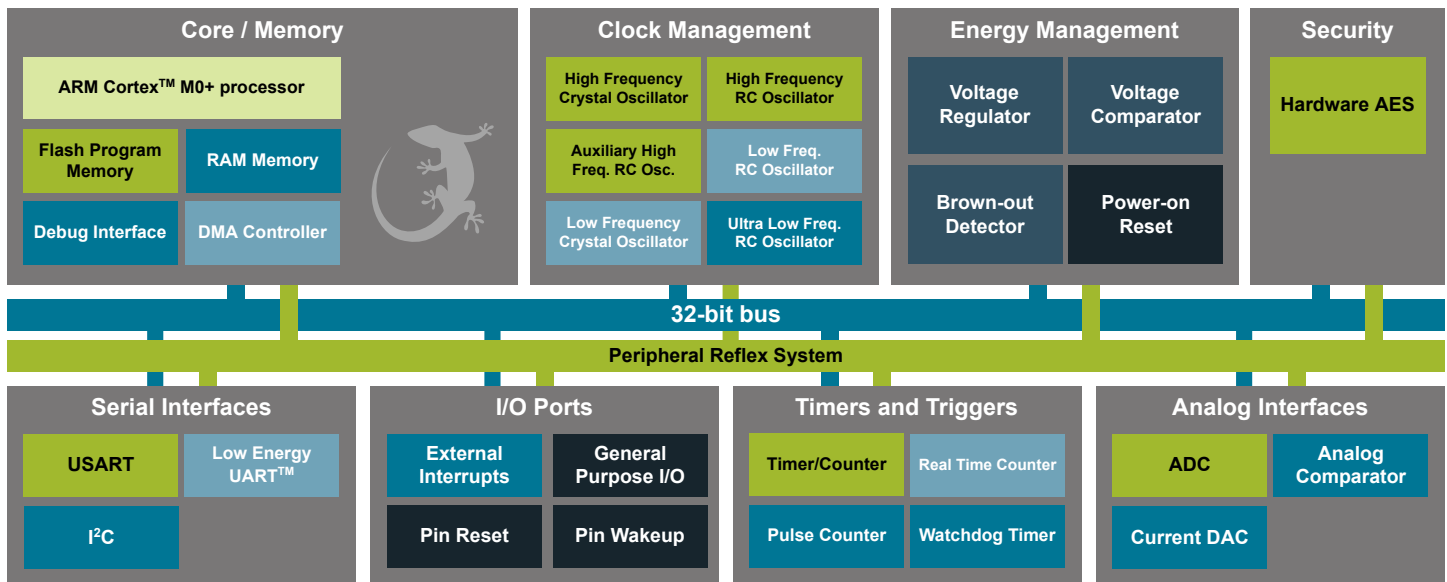 Core / Memory
ARM Cortex™ M0+ processor
Flash Program
Memory
RAM Memory
Debug Interface
DMA Controller
Clock Management
High Frequency
Crystal Oscillator
High Frequency
RC Oscillator
Auxiliary High
Freq. RC Osc.
Low Freq.
RC Oscillator
Low Frequency
Crystal Oscillator
Ultra Low Freq.
RC Oscillator
Energy Management
Voltage
Regulator
Voltage
Comparator
Brown-out
Detector
Power-on
Reset
Security
Hardware AES
32-bit bus
Peripheral Reflex System
Serial Interfaces
USART
Low Energy
UART™
I²C
I/O Ports
External
Interrupts
General
Purpose I/O
Pin Reset
Pin Wakeup
Timers and Triggers
Timer/Counter
Real Time Counter
Pulse Counter
Watchdog Timer
Analog Interfaces
ADC
Analog
Comparator
Current DAC